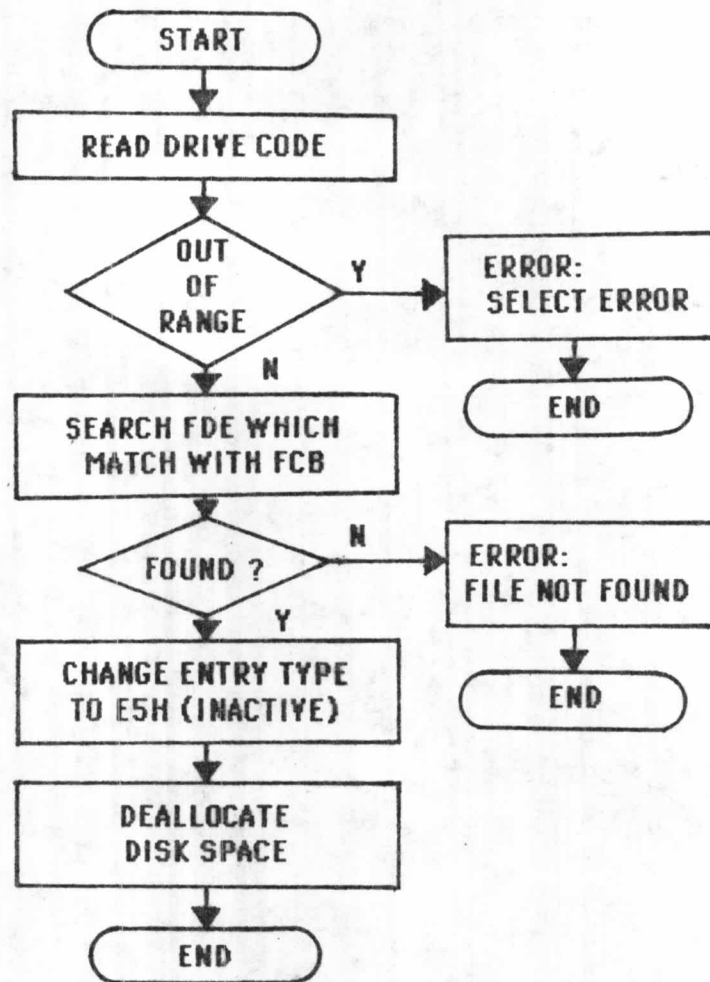 START
READ DRIVE CODE
OUT
OF
RANGE
Y
ERROR:
SELECT ERROR
END
N
SEARCH FDE WHICH
MATCH WITH FCB
FOUND ?
N
ERROR:
FILE NOT FOUND
END
Y
CHANGE ENTRY TYPE
TO E5H (INACTIVE)
DEALLOCATE
DISK SPACE
END